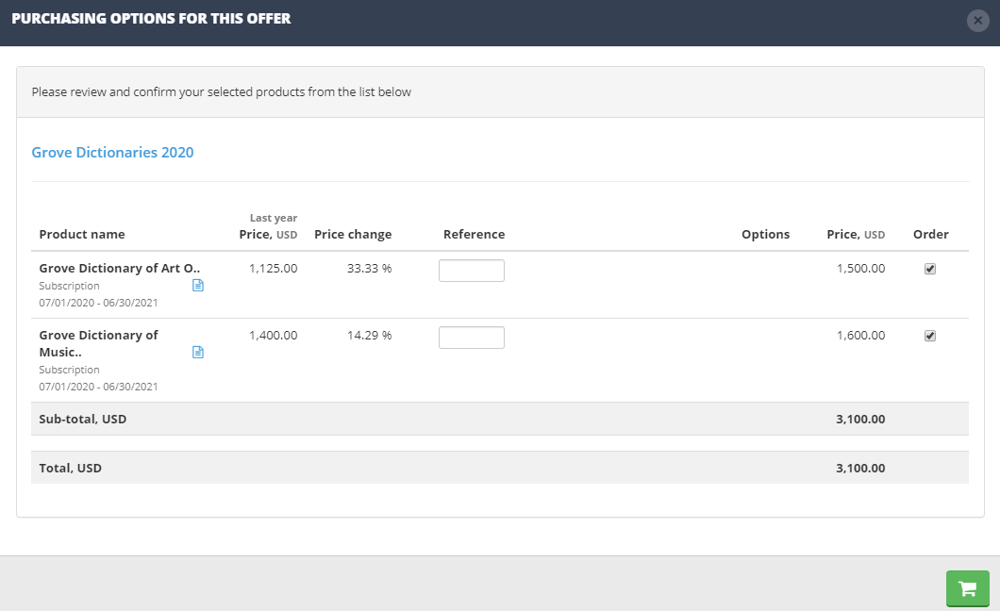 PURCHASING OPTIONS FOR THIS OFFER
Please review and confirm your selected products from the list below
Grove Dictionaries 2020
Last year
Product name Price, USD Price change Reference Options Price, USD Order
Grove Dictionary of Art O.. 1,125.00 33.33 % 1,500.00
Subscription
07/01/2020 - 06/30/2021
Grove Dictionary of 1,400.00 14.29 % 1,600.00
Music..
Subscription
07/01/2020 - 06/30/2021
Sub-total, USD 3,100.00
Total, USD 3,100.00